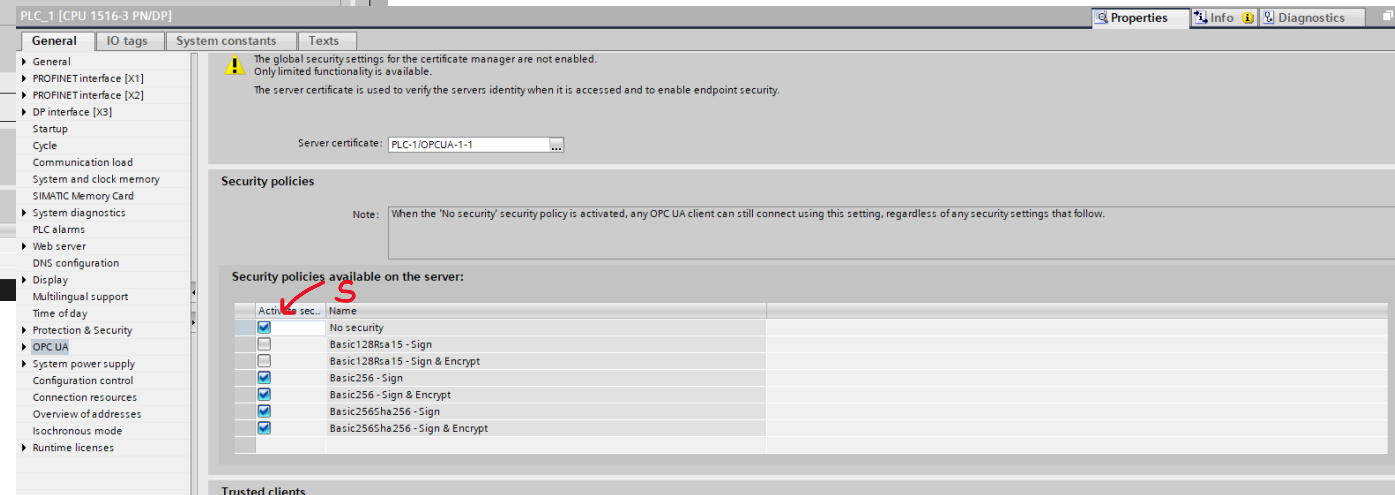 PLC_1 [CPU 1516-3 PN/DP]
Properties Info Diagnostics
General IO tags System constants Texts
General
PROFINET interface [X1]
PROFINET interface [X2]
DP interface [X3]
Startup
Cycle
Communication load
System and clock memory
SIMATIC Memory Card
System diagnostics
PLC alarms
Web server
DNS configuration
Display
Multilingual support
Time of day
Protection & Security
OPC UA
System power supply
Configuration control
Connection resources
Overview of addresses
Isochronous mode
Runtime licenses
The global security settings for the certificate manager are not enabled.
Only limited functionality is available.
The server certificate is used to verify the servers identity when it is accessed and to enable endpoint security.
Server certificate: PLC-1/OPCUA-1-1 ...
Security policies
Note: When the 'No security' security policy is activated, any OPC UA client can still connect using this setting, regardless of any security settings that follow.
Security policies available on the server:
5
Activate sec... Name
No security
Basic128Rsa15 - Sign
Basic128Rsa15 - Sign & Encrypt
Basic256 - Sign
Basic256 - Sign & Encrypt
Basic256Sha256 - Sign
Basic256Sha256 - Sign & Encrypt
Trusted clients